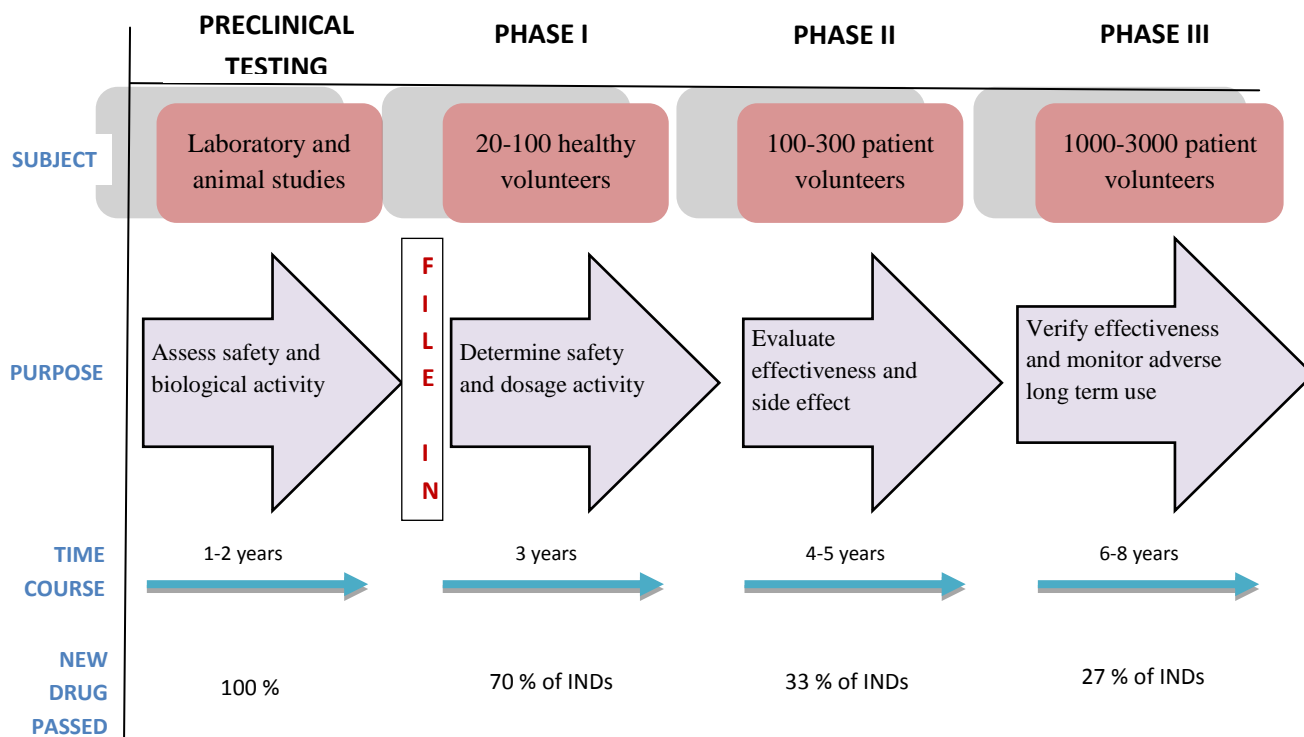 PRECLINICAL
TESTING
PHASE I
PHASE II
PHASE III
SUBJECT
Laboratory and
animal studies
20-100 healthy
volunteers
100-300 patient
volunteers
1000-3000 patient
volunteers
PURPOSE
Assess safety and
biological activity
F
I
L
E
I
N
Determine safety
and dosage activity
Evaluate
effectiveness and
side effect
Verify effectiveness
and monitor adverse
long term use
TIME
COURSE
1-2 years
3 years
4-5 years
6-8 years
NEW
DRUG
PASSED
100 %
70 % of INDs
33 % of INDs
27 % of INDs